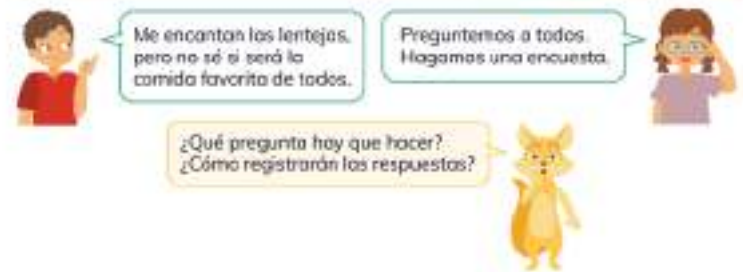 Me encantan las lentejas,
pero no sé si será la
comida favorita de todos.
Preguntemos a todos.
Hagamos una encuesta.
¿Qué pregunta hay que hacer?
¿Cómo registrarán las respuestas?